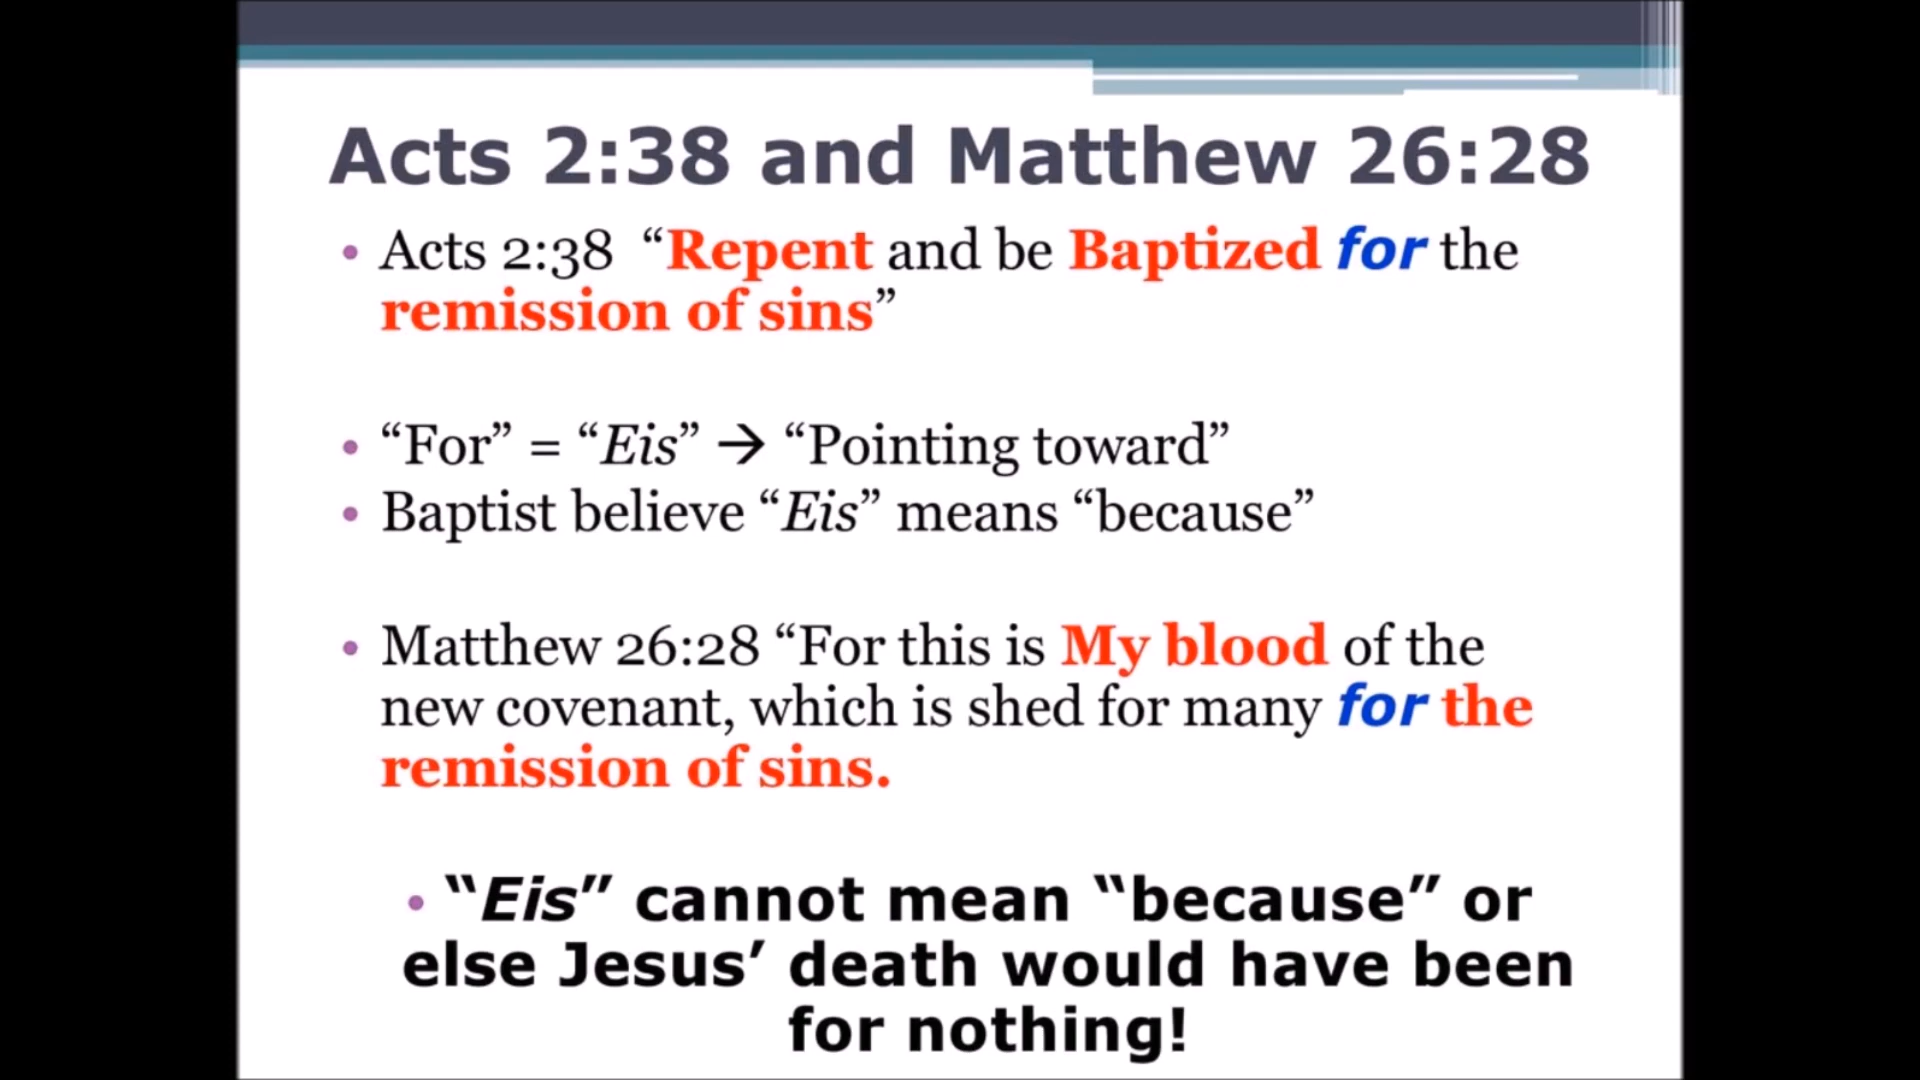 Acts 2:38 and Matthew 26:28
• Acts 2:38 “Repent and be Baptized for the
remission of sins”
• “For” = “Eis” → “Pointing toward”
• Baptist believe “Eis” means “because”
• Matthew 26:28 “For this is My blood of the
new covenant, which is shed for many for the
remission of sins.
• “Eis” cannot mean “because” or
else Jesus’ death would have been
for nothing!